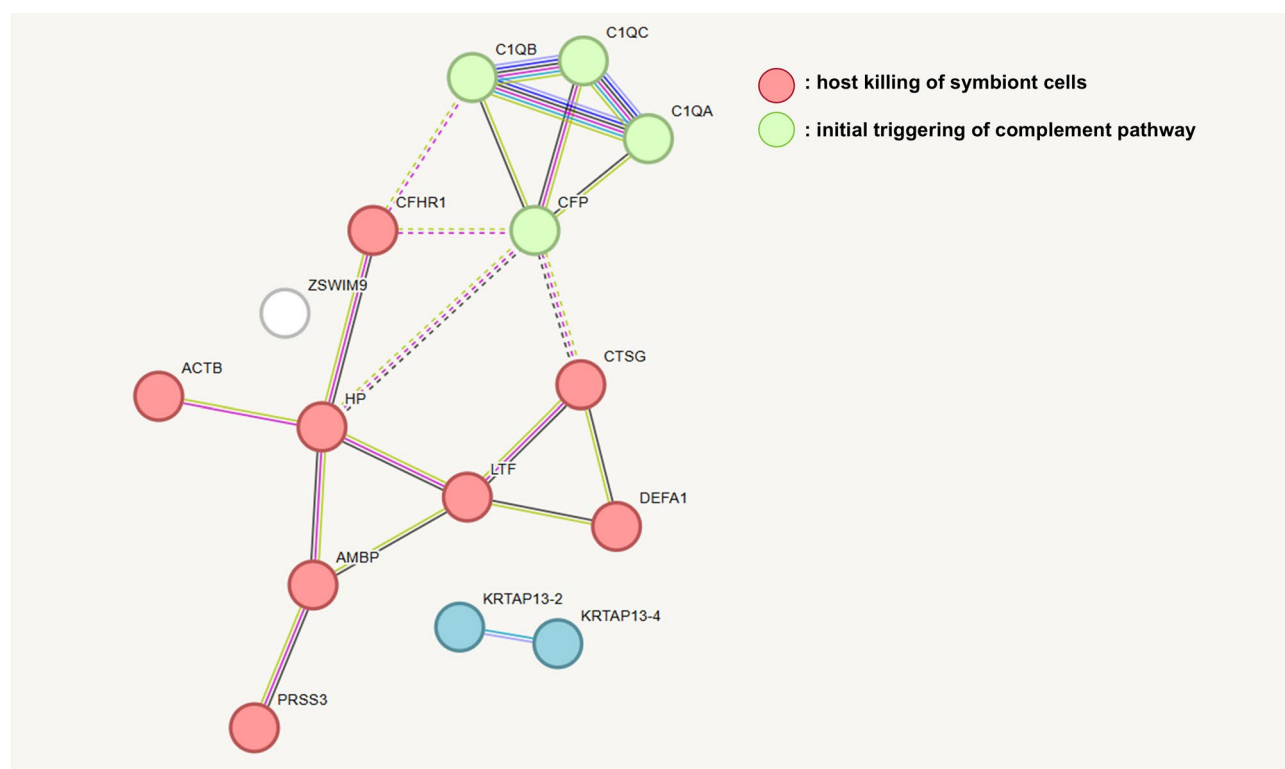 C1QC
C1QB
C1QA
: host killing of symbiont cells
: initial triggering of complement pathway
CFHR1
CFP
ZSWIM9
CTSG
ACTB
HP
LTF
DEFA1
AMBP
KRTAP13-2
KRTAP13-4
PRSS3